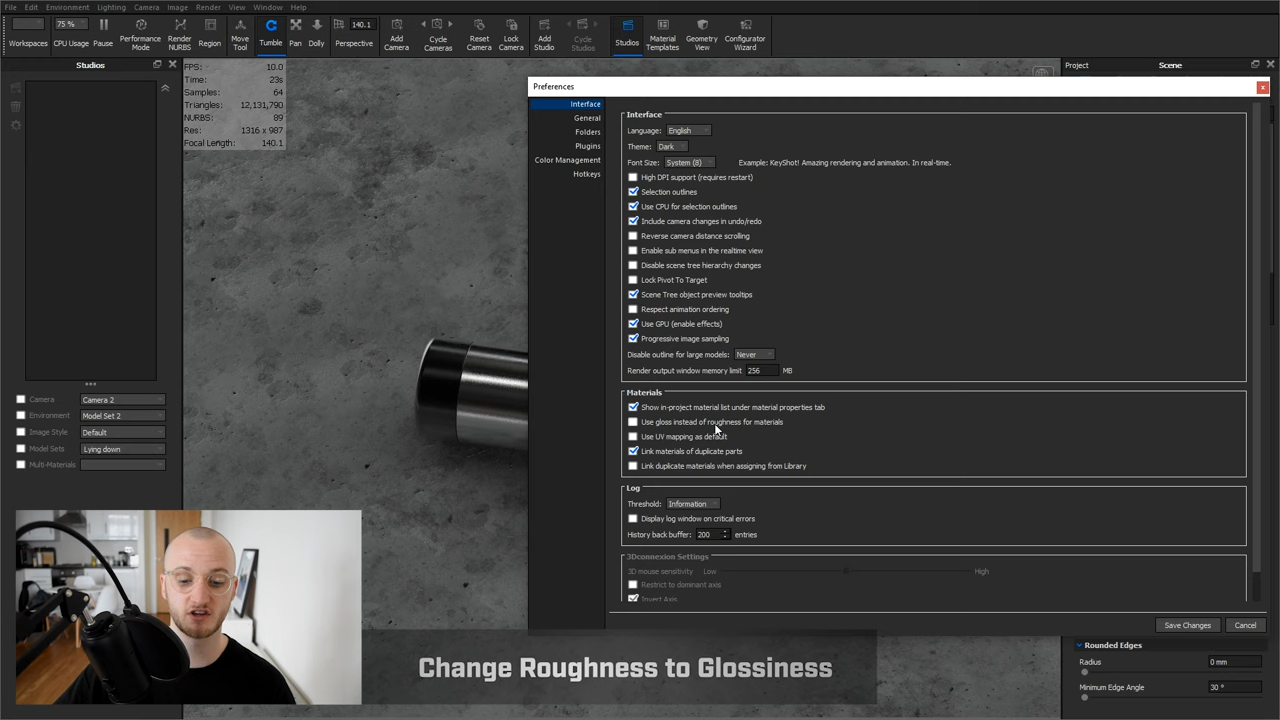 File Edit Environment Lighting Camera Image Render View Window Help
75 % 140.1
Workspaces CPU Usage Pause Performance Mode Render NURBS Region Move Tool Tumble Pan Dolly Perspective Add Camera Cycle Cameras Reset Camera Lock Camera Add Studio Cycle Studios Studios Material Templates Geometry View Configurator Wizard
Studios
Project Scene
FPS: 10.0
Time: 23s
Samples: 64
Triangles: 12,131,790
NURBS: 89
Res: 1316 x 987
Focal Length: 140.1
Camera Camera 2
Environment Model Set 2
Image Style Default
Model Sets Lying down
Multi-Materials
Preferences x
Interface
General
Folders
Plugins
Color Management
Hotkeys
Interface
Language: English
Theme: Dark
Font Size: System (8) Example: KeyShot! Amazing rendering and animation. In real-time.
High DPI support (requires restart)
Selection outlines
Use CPU for selection outlines
Include camera changes in undo/redo
Reverse camera distance scrolling
Enable sub menus in the realtime view
Disable scene tree hierarchy changes
Lock Pivot To Target
Scene Tree object preview tooltips
Respect animation ordering
Use GPU (enable effects)
Progressive image sampling
Disable outline for large models: Never
Render output window memory limit 256 MB
Materials
Show in-project material list under material properties tab
Use gloss instead of roughness for materials
Use UV mapping as default
Link materials of duplicate parts
Link duplicate materials when assigning from Library
Log
Threshold: Information
Display log window on critical errors
History back buffer: 200 entries
3Dconnexion Settings
3D mouse sensitivity Low High
Restrict to dominant axis
Invert Axis
Save Changes Cancel
Rounded Edges
Radius 0 mm
Minimum Edge Angle 30 °
Change Roughness to Glossiness